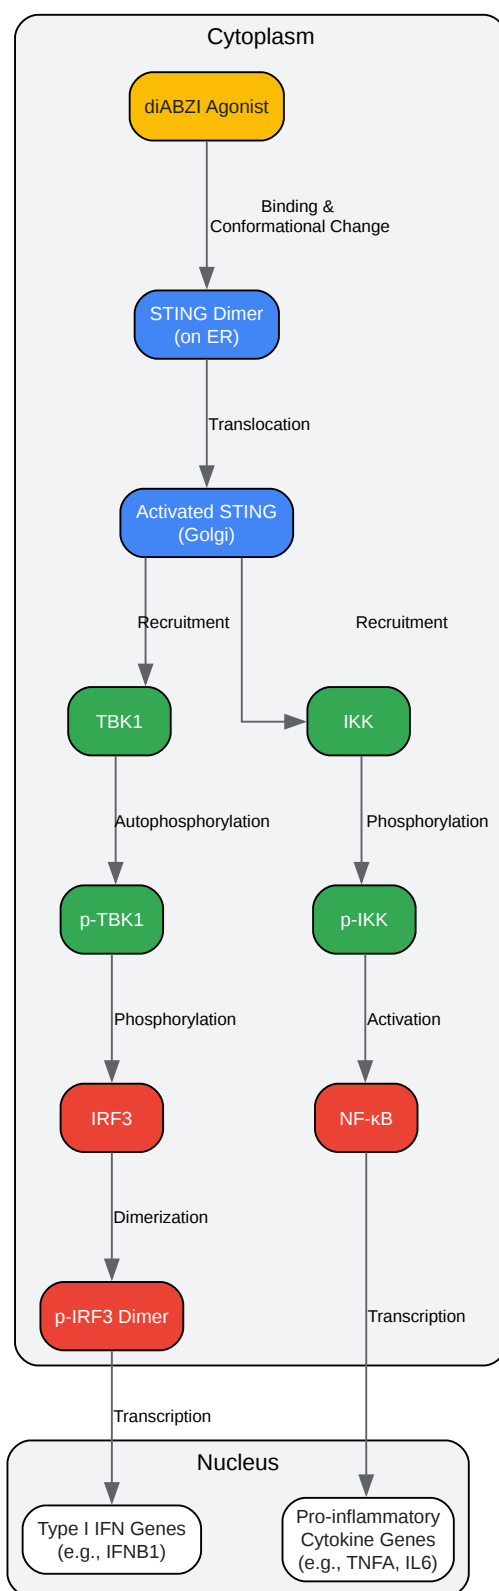 Cytoplasm
diABZI Agonist
Binding &
Conformational Change
STING Dimer
(on ER)
Translocation
Activated STING
(Golgi)
Recruitment
Recruitment
TBK1
IKK
Autophosphorylation
Phosphorylation
p-TBK1
p-IKK
Phosphorylation
Activation
IRF3
NF-κB
Dimerization
p-IRF3 Dimer
Transcription
Transcription
Nucleus
Type I IFN Genes
(e.g., IFNB1)
Pro-inflammatory
Cytokine Genes
(e.g., TNFA, IL6)